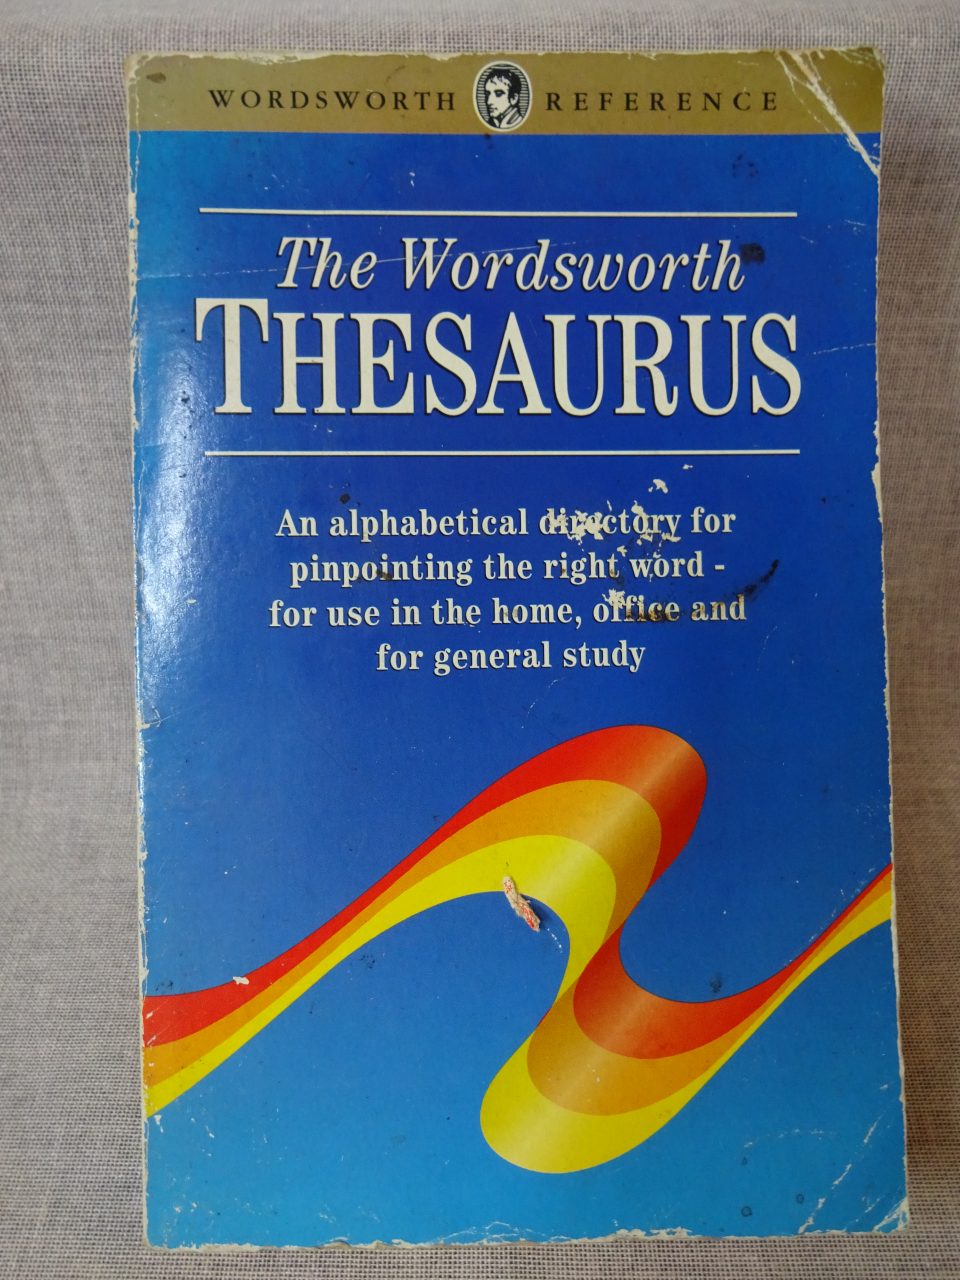 WORDSWORTH REFERENCE
The Wordsworth
THESAURUS
An alphabetical directory for
pinpointing the right word -
for use in the home, office and
for general study